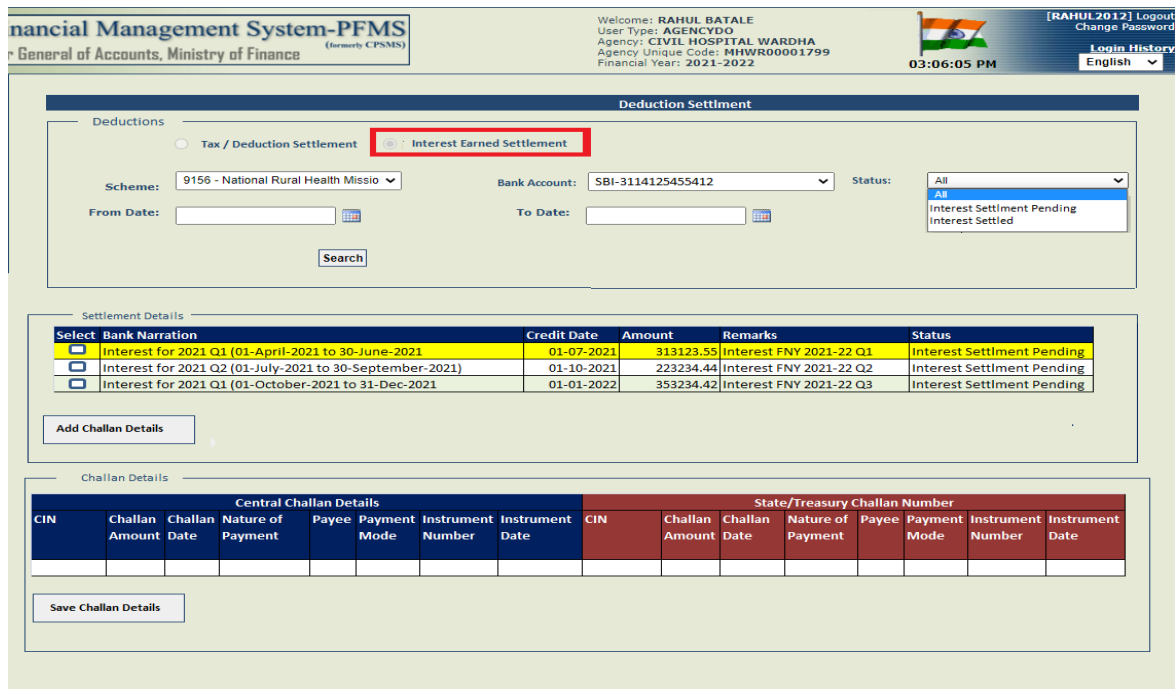 nancial Management System-PFMS
(formerly CPSMS)
r General of Accounts, Ministry of Finance
Welcome: RAHUL BATALE
User Type: AGENCYDO
Agency: CIVIL HOSPITAL WARDHA
Agency Unique Code: MHWR00001799
Financial Year: 2021-2022
03:06:05 PM
[RAHUL2012] Logout
Change Password
Login History
English
Deduction Settlment
Deductions
Tax / Deduction Settlement
Interest Earned Settlement
Scheme: 9156 - National Rural Health Missio
Bank Account: SBI-3114125455412
Status: All
All
Interest Settlment Pending
Interest Settled
From Date:
To Date:
Search
Settlement Details
Select Bank Narration Credit Date Amount Remarks Status
Interest for 2021 Q1 (01-April-2021 to 30-June-2021 01-07-2021 313123.55 Interest FNY 2021-22 Q1 Interest Settlment Pending
Interest for 2021 Q2 (01-July-2021 to 30-September-2021) 01-10-2021 223234.44 Interest FNY 2021-22 Q2 Interest Settlment Pending
Interest for 2021 Q1 (01-October-2021 to 31-Dec-2021 01-01-2022 353234.42 Interest FNY 2021-22 Q3 Interest Settlment Pending
Add Challan Details
Challan Details
Central Challan Details State/Treasury Challan Number
CIN Challan Challan Nature of Payee Payment Instrument Instrument CIN Challan Challan Nature of Payee Payment Instrument Instrument
Amount Date Payment Mode Number Date Amount Date Payment Mode Number Date
Save Challan Details